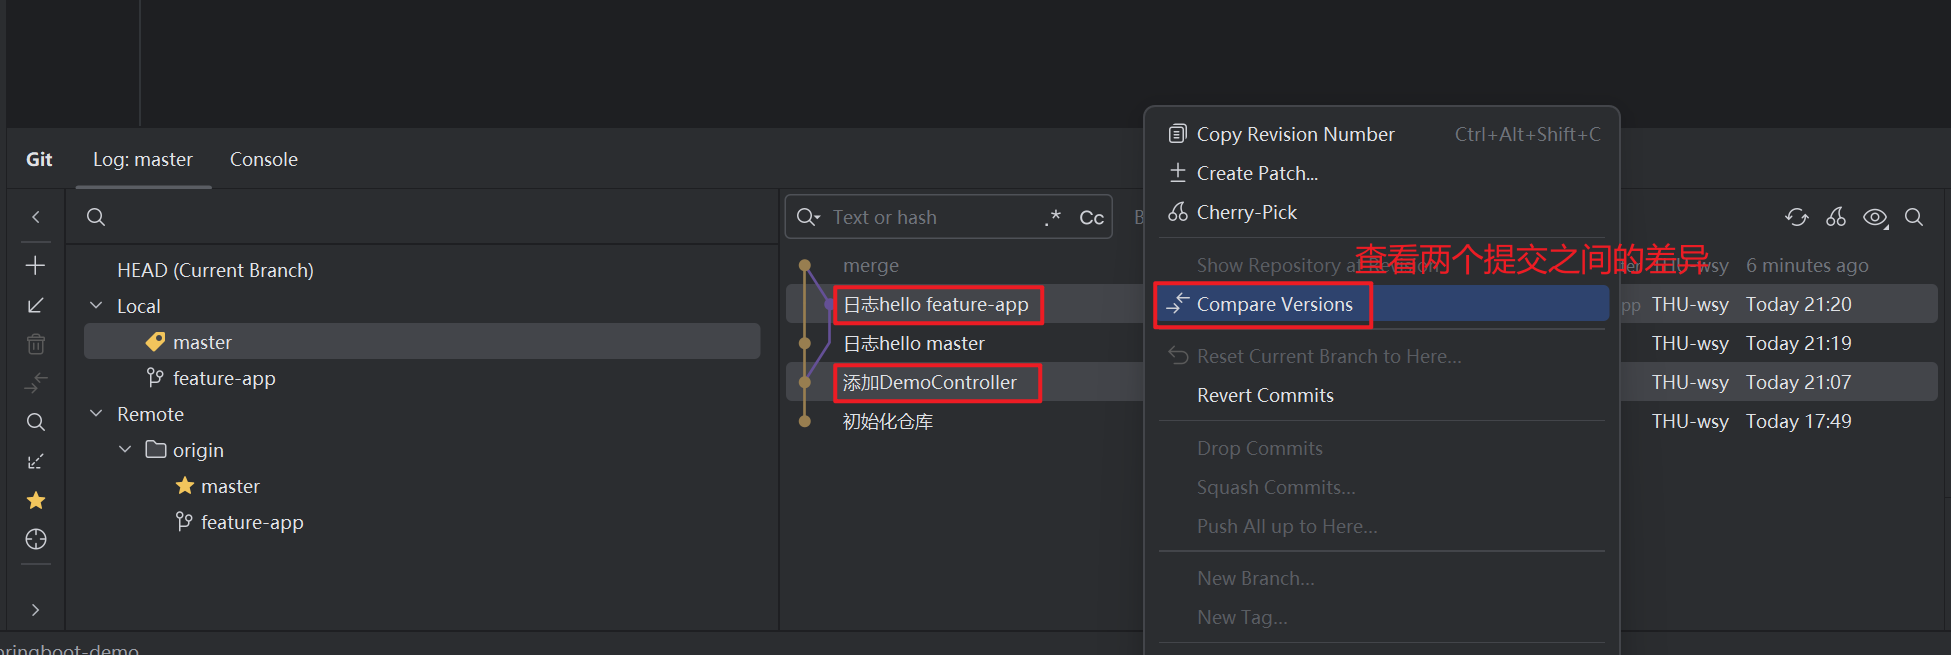 Git
Log: master
Console
HEAD (Current Branch)
Local
master
feature-app
Remote
origin
master
feature-app
Text or hash
.*
Cc
merge
6 minutes ago
日志hello feature-app
THU-wsy
Today 21:20
日志hello master
THU-wsy
Today 21:19
添加DemoController
THU-wsy
Today 21:07
初始化仓库
THU-wsy
Today 17:49
Copy Revision Number
Ctrl+Alt+Shift+C
Create Patch...
Cherry-Pick
Show Repository at Revision
查看两个提交之间的差异
Compare Versions
Reset Current Branch to Here...
Revert Commits
Drop Commits
Squash Commits...
Push All up to Here...
New Branch...
New Tag...